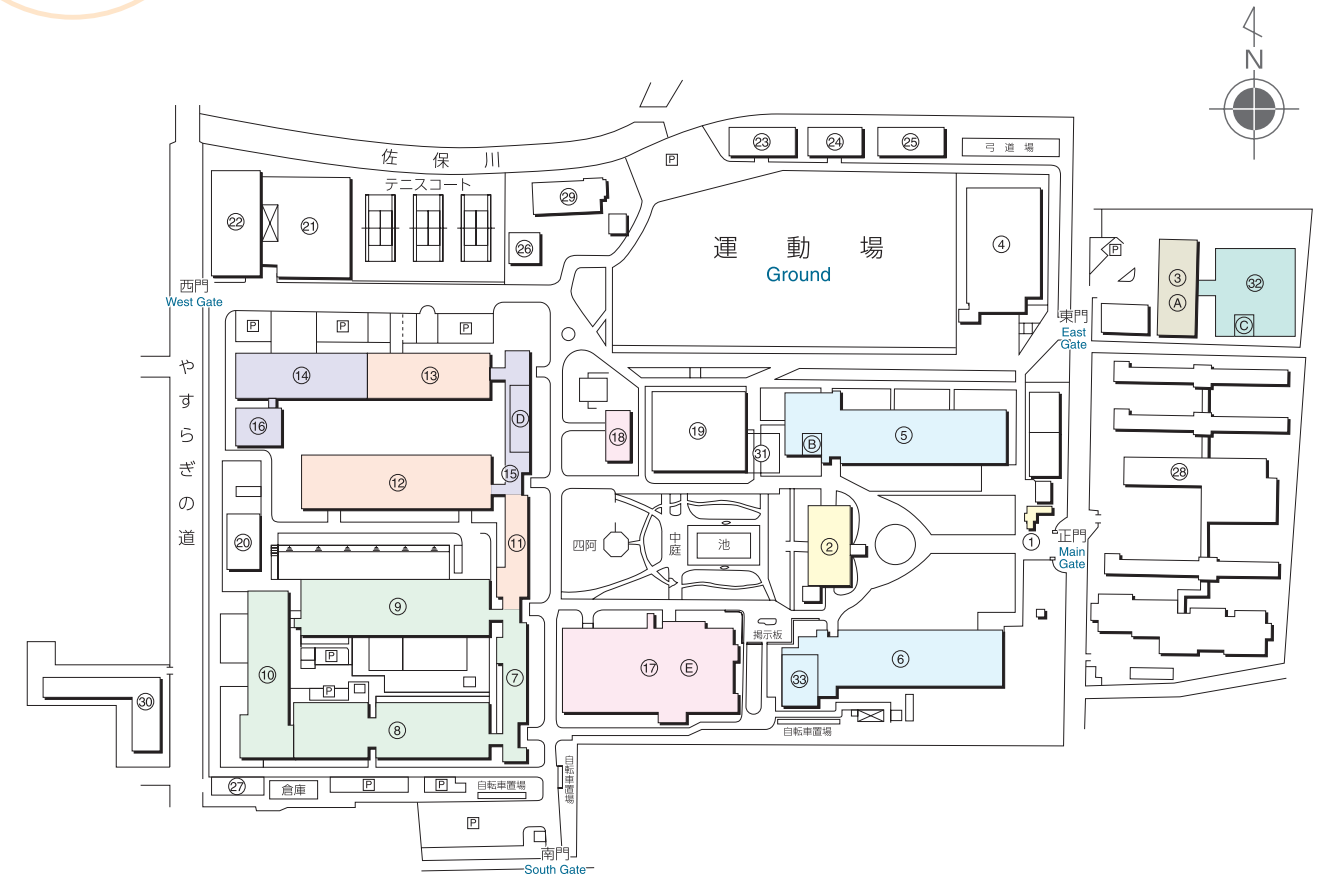 N
佐保川
テニスコート
㉓
㉔
㉕
弓道場
P
㉙
㉒
㉑
㉖
運動場
Ground
④
P
③
Ⓐ
㉜
Ⓒ
西門
West Gate
東門
East
Gate
P
P
P
やすらぎの道
⑭
⑬
⑯
Ⓓ
⑮
⑱
⑲
㉛
Ⓑ
⑤
⑫
㉘
⑳
⑪
四阿
中庭
池
②
①
正門
Main
Gate
⑨
⑩
P
P
⑦
⑧
⑰
Ⓔ
掲示板
⑥
㉝
自転車置場
㉚
㉗
倉庫
P
P
自転車置場
自転車置場
P
南門
South Gate